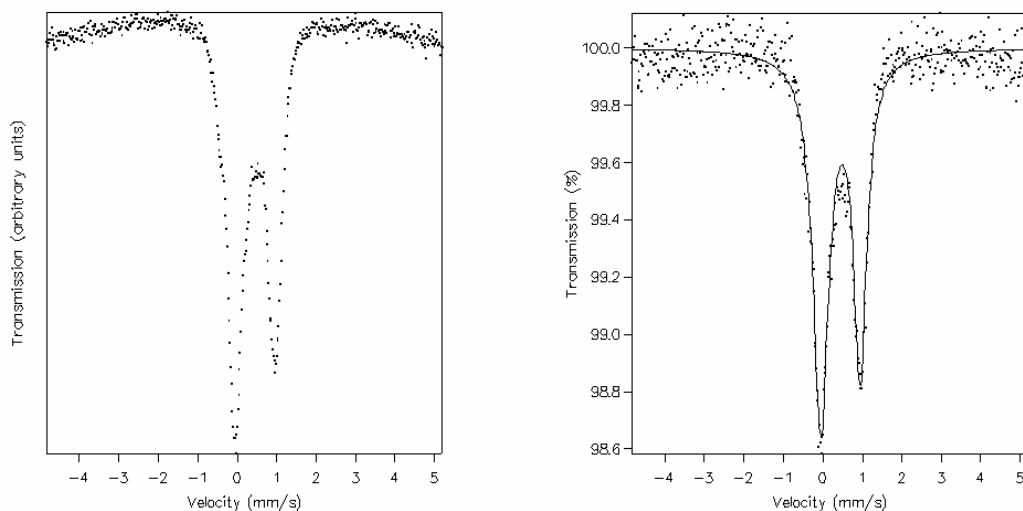 Transmission (arbitrary units)
-4 -3 -2 -1 0 1 2 3 4 5
Velocity (mm/s)
Transmission (%)
100.0
99.8
99.6
99.4
99.2
99.0
98.8
98.6
-4 -3 -2 -1 0 1 2 3 4 5
Velocity (mm/s)